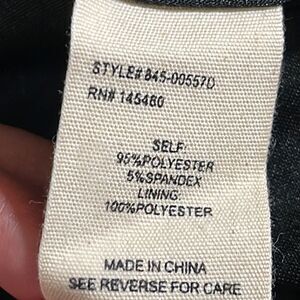 STYLE# 845-00557D
RN# 145480
SELF:
95%POLYESTER
5%SPANDEX
LINING:
100%POLYESTER
MADE IN CHINA
SEE REVERSE FOR CARE